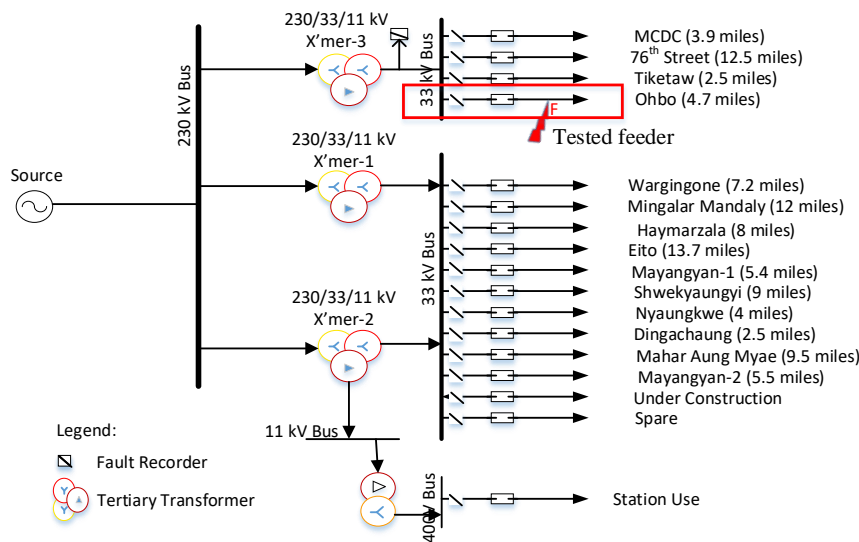 230/33/11 kV
X'mer-3
MCDC (3.9 miles)
76th Street (12.5 miles)
Tiketaw (2.5 miles)
Ohbo (4.7 miles)
33 kV Bus
F
Tested feeder
230 kV Bus
230/33/11 kV
X'mer-1
Source
Wargingone (7.2 miles)
Mingalar Mandaly (12 miles)
Haymarzala (8 miles)
Eito (13.7 miles)
Mayangyan-1 (5.4 miles)
Shwekyaungyi (9 miles)
Nyaungkwe (4 miles)
Dingachaung (2.5 miles)
Mahar Aung Myae (9.5 miles)
Mayangyan-2 (5.5 miles)
Under Construction
Spare
33 kV Bus
230/33/11 kV
X'mer-2
11 kV Bus
Legend:
Fault Recorder
Tertiary Transformer
400V Bus
Station Use